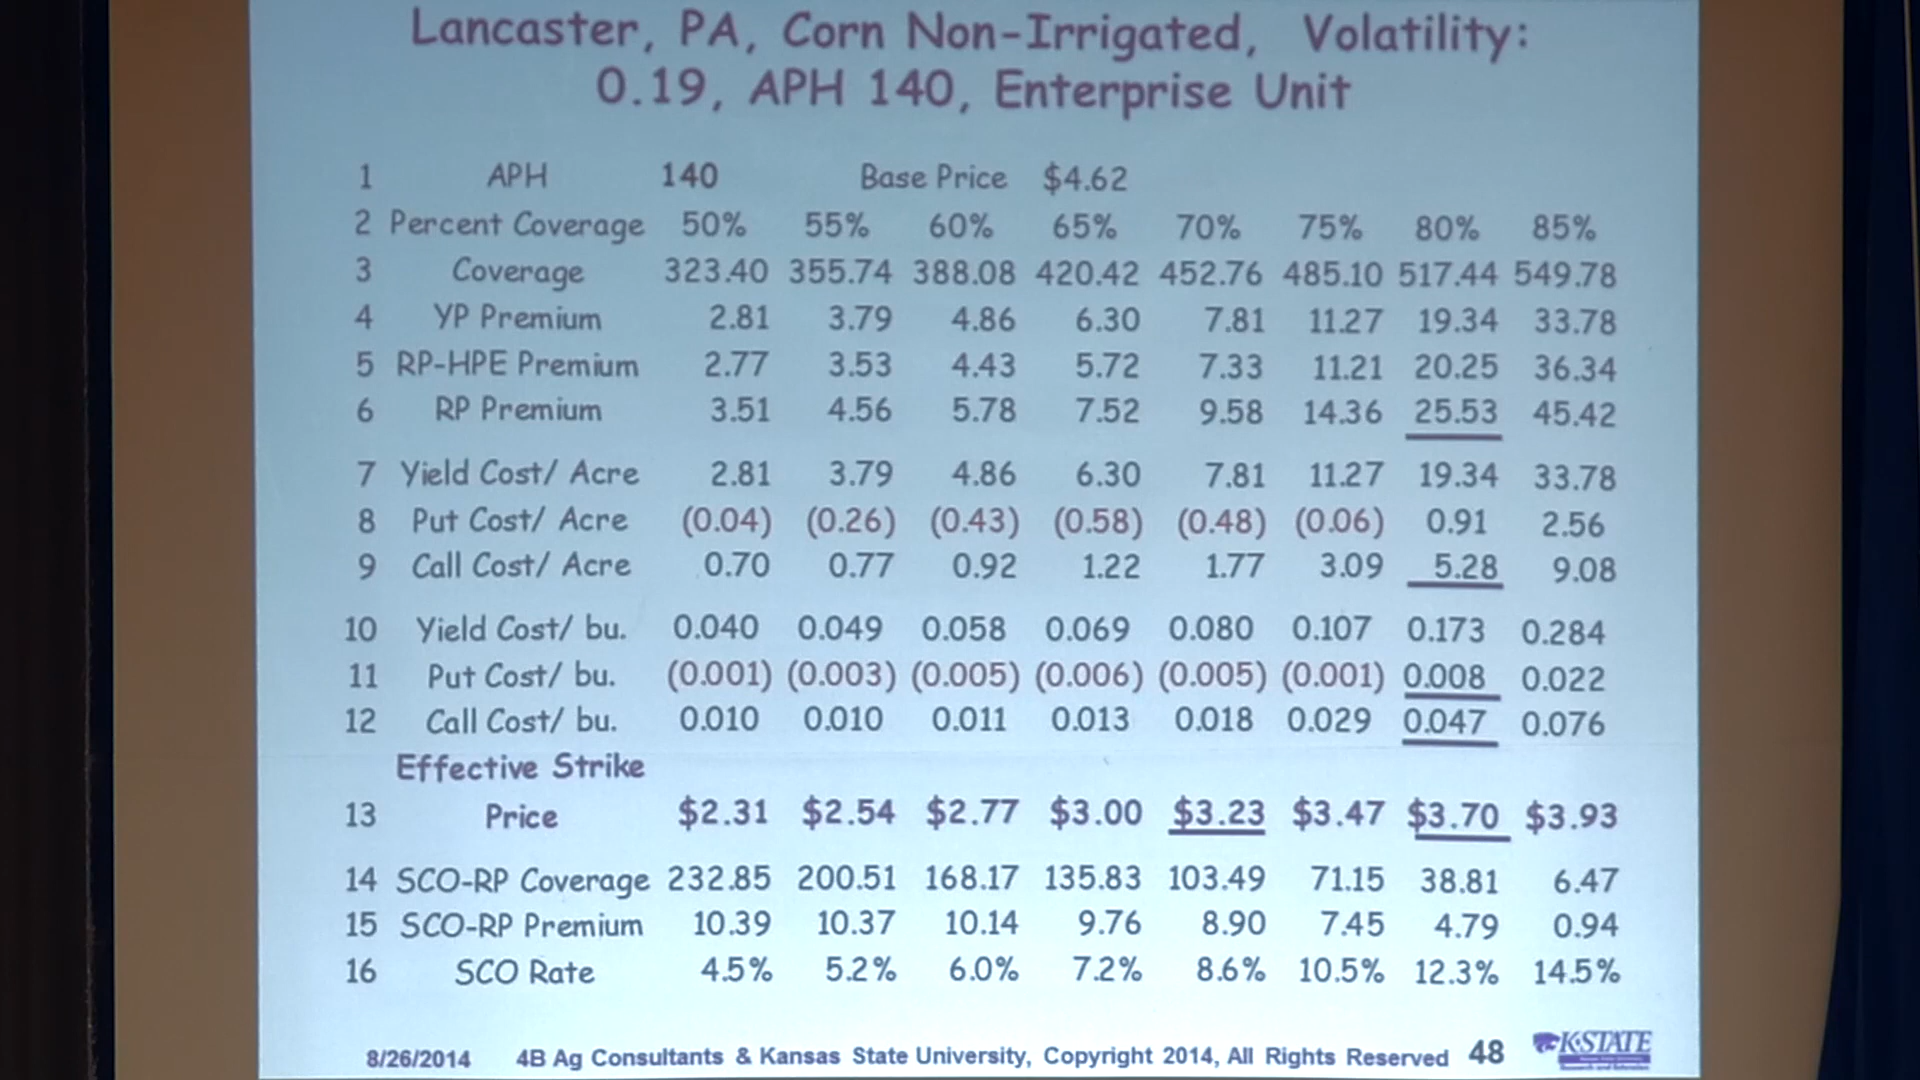 Lancaster, PA, Corn Non-Irrigated, Volatility:
0.19, APH 140, Enterprise Unit
1 APH 140 Base Price $4.62
2 Percent Coverage 50% 55% 60% 65% 70% 75% 80% 85%
3 Coverage 323.40 355.74 388.08 420.42 452.76 485.10 517.44 549.78
4 YP Premium 2.81 3.79 4.86 6.30 7.81 11.27 19.34 33.78
5 RP-HPE Premium 2.77 3.53 4.43 5.72 7.33 11.21 20.25 36.34
6 RP Premium 3.51 4.56 5.78 7.52 9.58 14.36 25.53 45.42
7 Yield Cost/ Acre 2.81 3.79 4.86 6.30 7.81 11.27 19.34 33.78
8 Put Cost/ Acre (0.04) (0.26) (0.43) (0.58) (0.48) (0.06) 0.91 2.56
9 Call Cost/ Acre 0.70 0.77 0.92 1.22 1.77 3.09 5.28 9.08
10 Yield Cost/ bu. 0.040 0.049 0.058 0.069 0.080 0.107 0.173 0.284
11 Put Cost/ bu. (0.001) (0.003) (0.005) (0.006) (0.005) (0.001) 0.008 0.022
12 Call Cost/ bu. 0.010 0.010 0.011 0.013 0.018 0.029 0.047 0.076
Effective Strike
13 Price $2.31 $2.54 $2.77 $3.00 $3.23 $3.47 $3.70 $3.93
14 SCO-RP Coverage 232.85 200.51 168.17 135.83 103.49 71.15 38.81 6.47
15 SCO-RP Premium 10.39 10.37 10.14 9.76 8.90 7.45 4.79 0.94
16 SCO Rate 4.5% 5.2% 6.0% 7.2% 8.6% 10.5% 12.3% 14.5%
8/26/2014 4B Ag Consultants & Kansas State University, Copyright 2014, All Rights Reserved 48 K-STATE